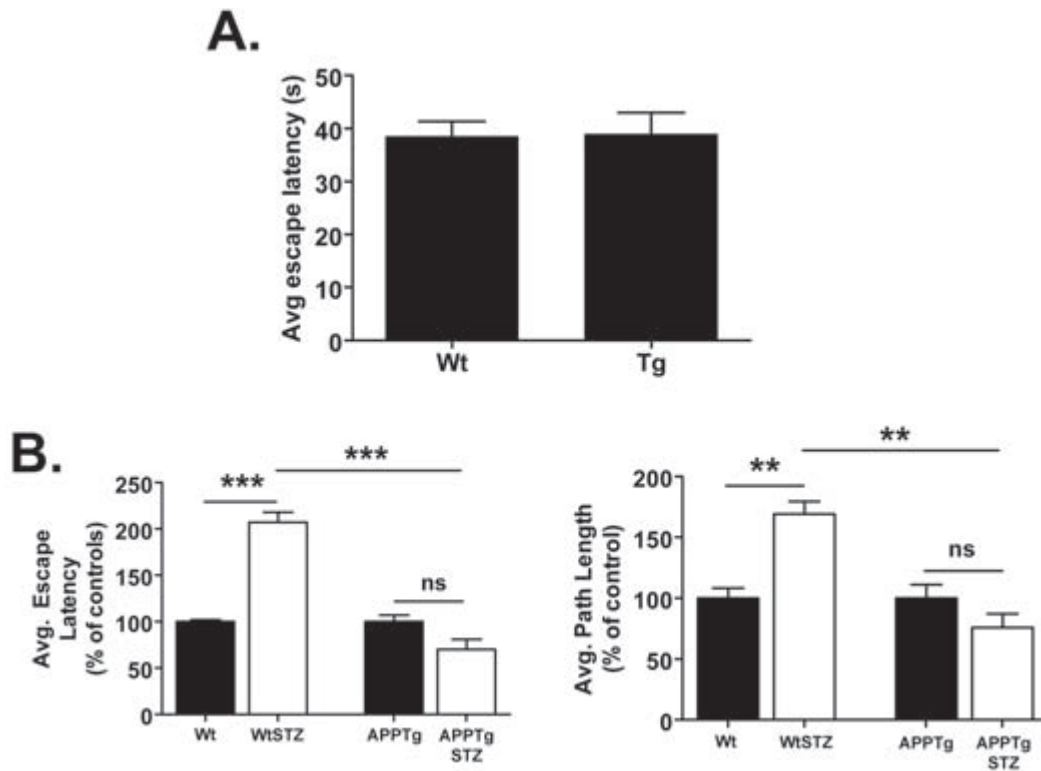 A.
Avg escape latency (s)
50
40
30
20
10
0
Wt
Tg
B.
Avg. Escape
Latency
(% of controls)
250
200
150
100
50
0
***
***
ns
Wt
WtSTZ
APPTg
APPTg
STZ
Avg. Path Length
(% of control)
200
150
100
50
0
**
**
ns
Wt
WtSTZ
APPTg
APPTg
STZ